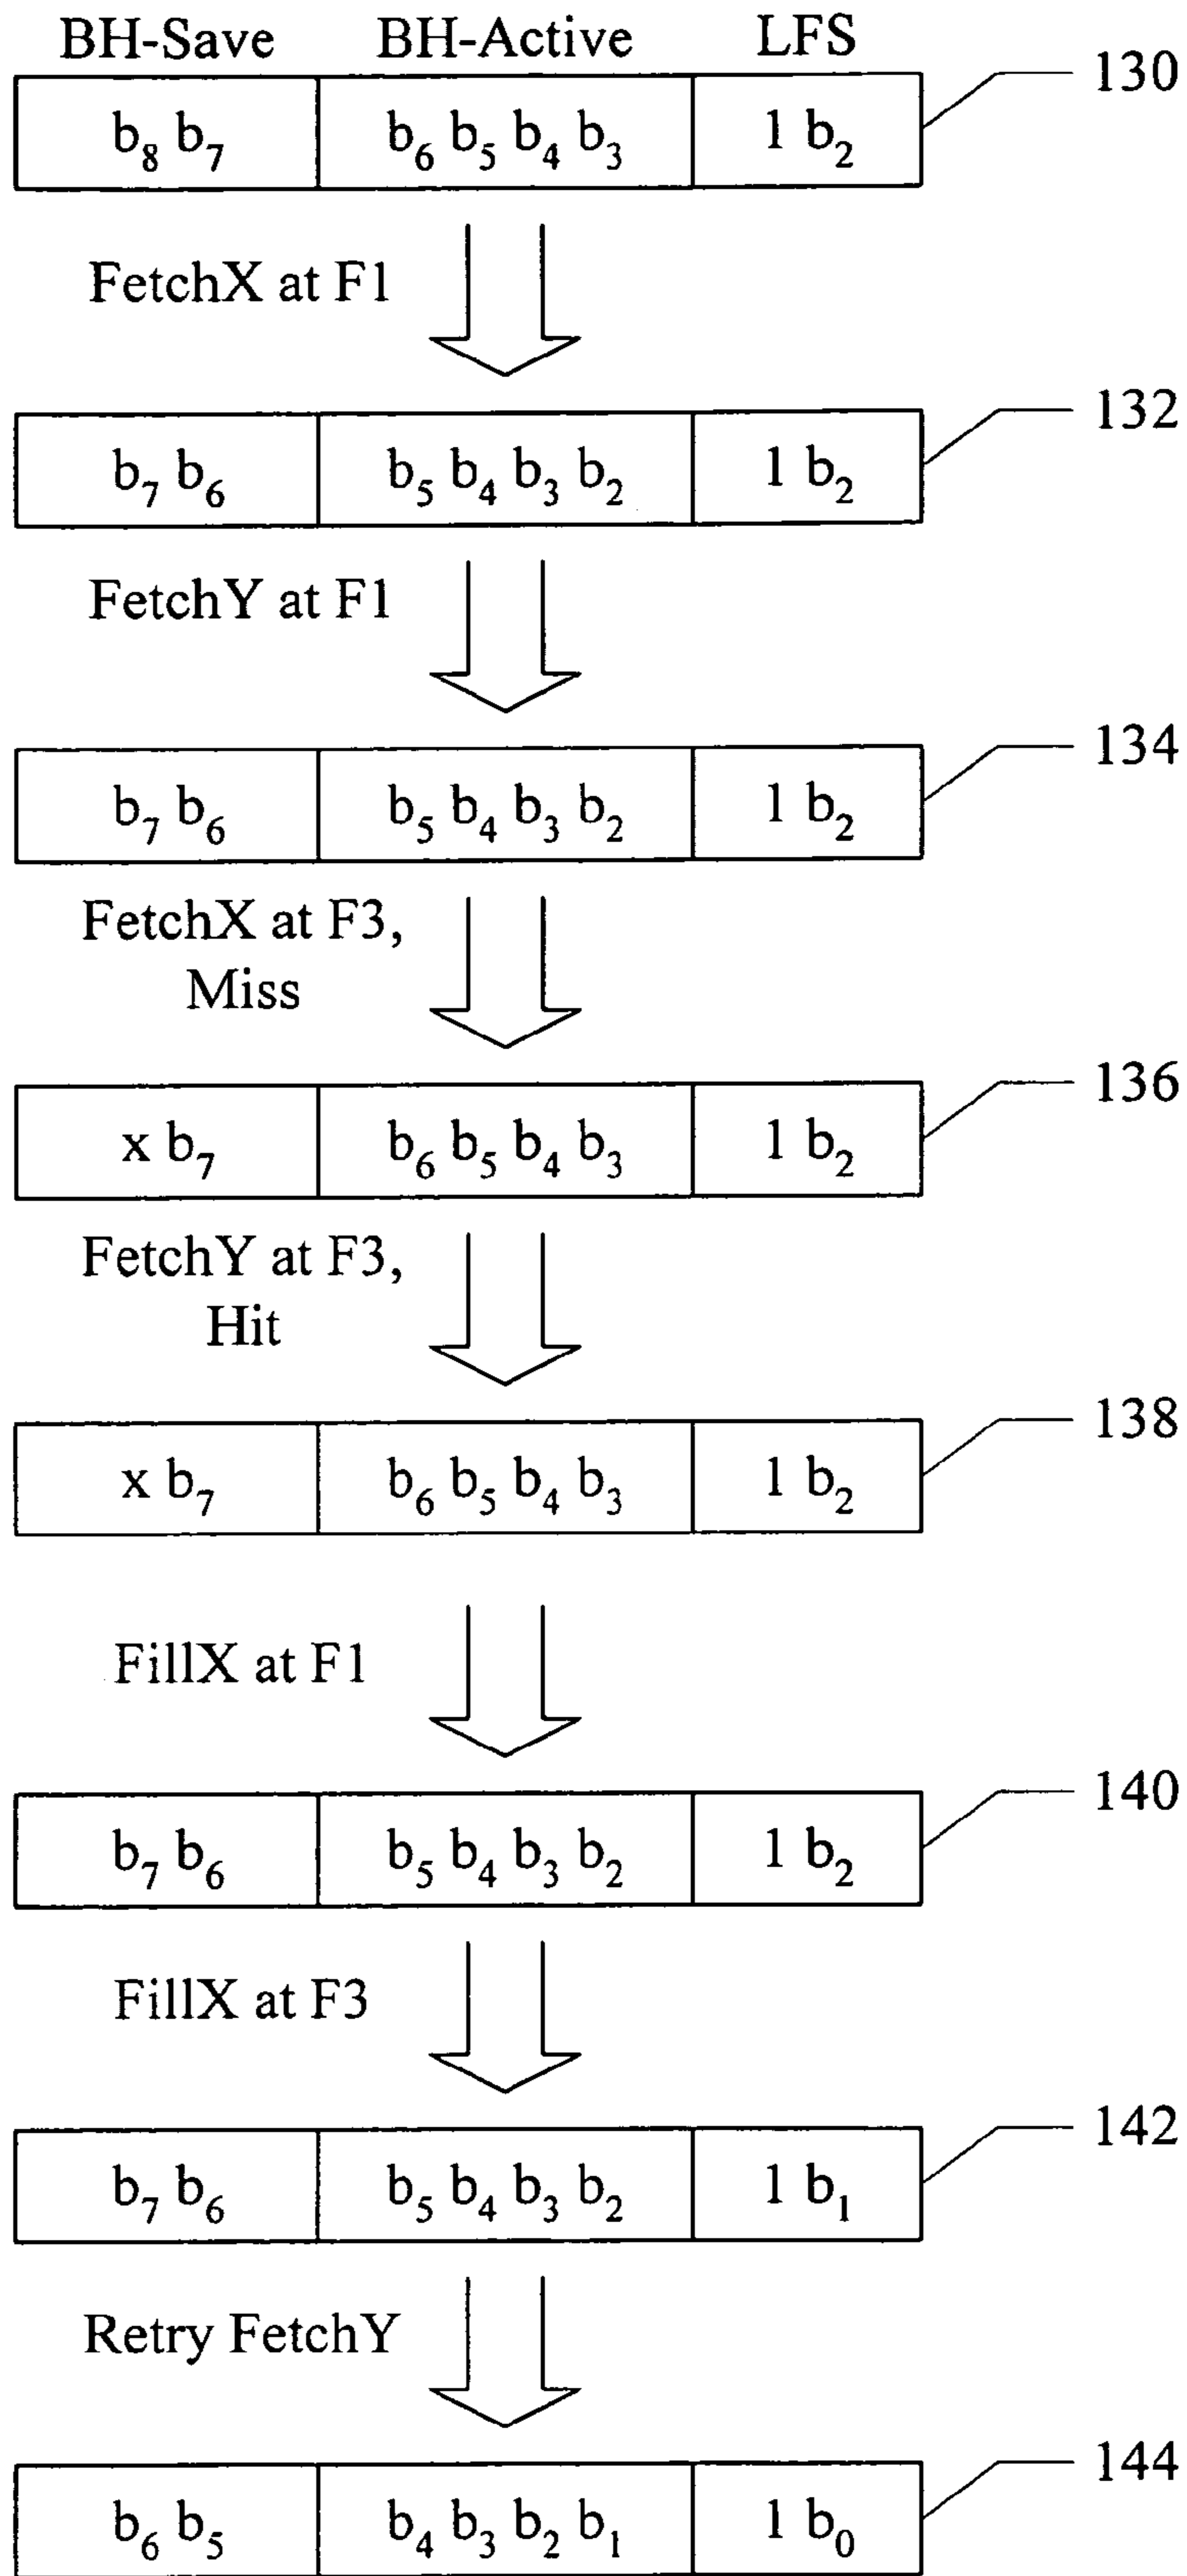 BH-Save BH-Active LFS
b₈ b₇ b₆ b₅ b₄ b₃ 1 b₂ 130
FetchX at F1
b₇ b₆ b₅ b₄ b₃ b₂ 1 b₂ 132
FetchY at F1
b₇ b₆ b₅ b₄ b₃ b₂ 1 b₂ 134
FetchX at F3,
Miss
x b₇ b₆ b₅ b₄ b₃ 1 b₂ 136
FetchY at F3,
Hit
x b₇ b₆ b₅ b₄ b₃ 1 b₂ 138
FillX at F1
b₇ b₆ b₅ b₄ b₃ b₂ 1 b₂ 140
FillX at F3
b₇ b₆ b₅ b₄ b₃ b₂ 1 b₁ 142
Retry FetchY
b₆ b₅ b₄ b₃ b₂ b₁ 1 b₀ 144